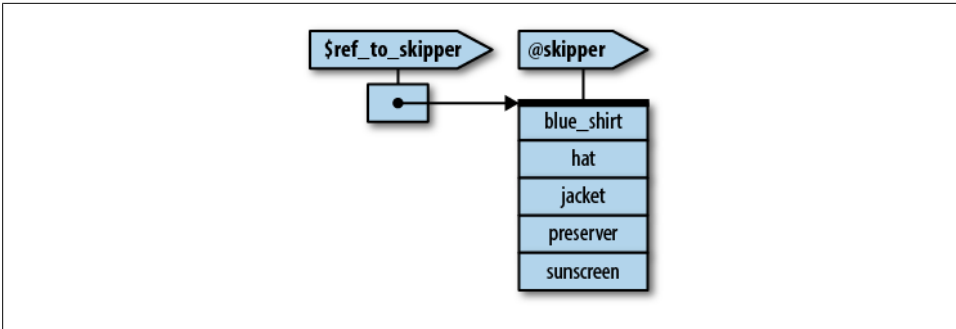 $ref_to_skipper
@skipper
blue_shirt
hat
jacket
preserver
sunscreen